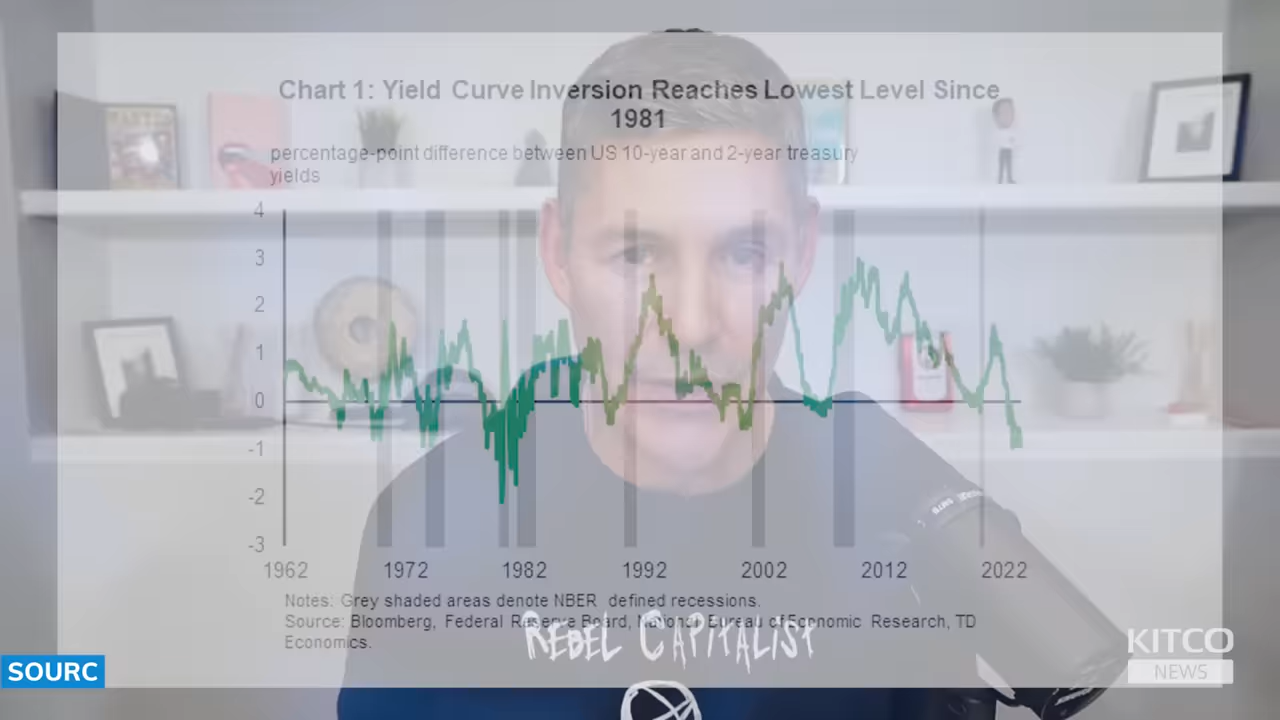 Chart 1: Yield Curve Inversion Reaches Lowest Level Since
1981
percentage-point difference between US 10-year and 2-year treasury
yields
4
3
2
1
0
-1
-2
-3
1962 1972 1982 1992 2002 2012 2022
Notes: Grey shaded areas denote NBER defined recessions.
Source: Bloomberg, Federal Reserve Board, National Bureau of Economic Research, TD
Economics.
REBEL CAPITALIST
SOURC
KITCO
NEWS